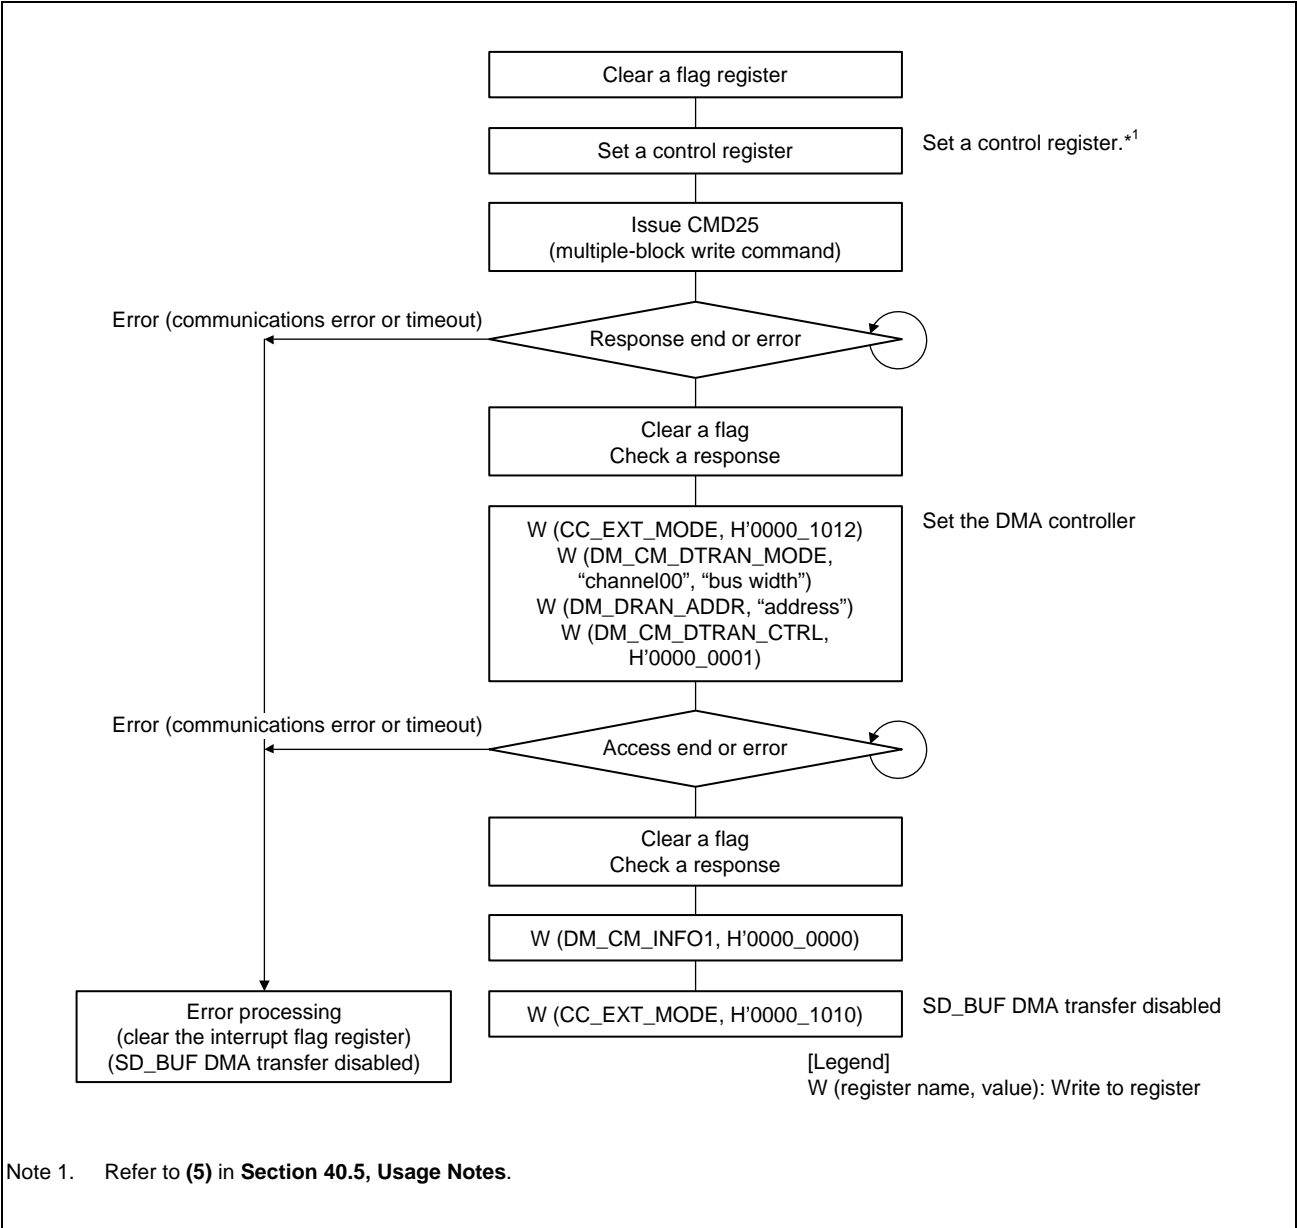 Clear a flag register
Set a control register
Set a control register.*1
Issue CMD25
(multiple-block write command)
Error (communications error or timeout)
Response end or error
Clear a flag
Check a response
W (CC_EXT_MODE, H’0000_1012)
W (DM_CM_DTRAN_MODE,
“channel00”, “bus width”)
W (DM_DRAN_ADDR, “address”)
W (DM_CM_DTRAN_CTRL,
H’0000_0001)
Set the DMA controller
Error (communications error or timeout)
Access end or error
Clear a flag
Check a response
W (DM_CM_INFO1, H’0000_0000)
Error processing
(clear the interrupt flag register)
(SD_BUF DMA transfer disabled)
W (CC_EXT_MODE, H’0000_1010)
SD_BUF DMA transfer disabled
[Legend]
W (register name, value): Write to register
Note 1. Refer to (5) in Section 40.5, Usage Notes.